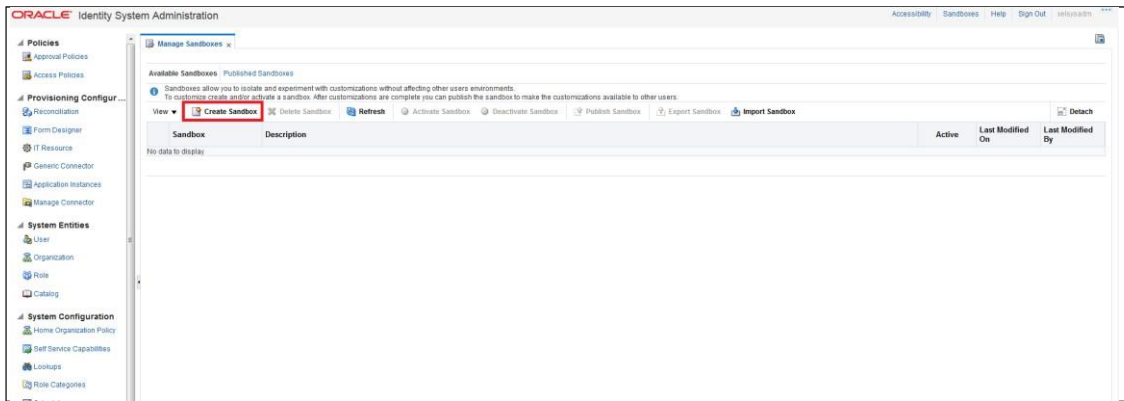 ORACLE Identity System Administration
Accessibility Sandboxes Help Sign Out xelsysadm
Policies
Approval Policies
Access Policies
Provisioning Configur...
Reconciliation
Form Designer
IT Resource
Generic Connector
Application Instances
Manage Connector
System Entities
User
Organization
Role
Catalog
System Configuration
Home Organization Policy
Self Service Capabilities
Lookups
Role Categories
Manage Sandboxes
Available Sandboxes Published Sandboxes
Sandboxes allow you to isolate and experiment with customizations without affecting other users environments.
To customize create and/or activate a sandbox. After customizations are complete you can publish the sandbox to make the customizations available to other users.
View Create Sandbox Delete Sandbox Refresh Activate Sandbox Deactivate Sandbox Publish Sandbox Export Sandbox Import Sandbox Detach
Sandbox Description Active Last Modified On Last Modified By
No data to display.